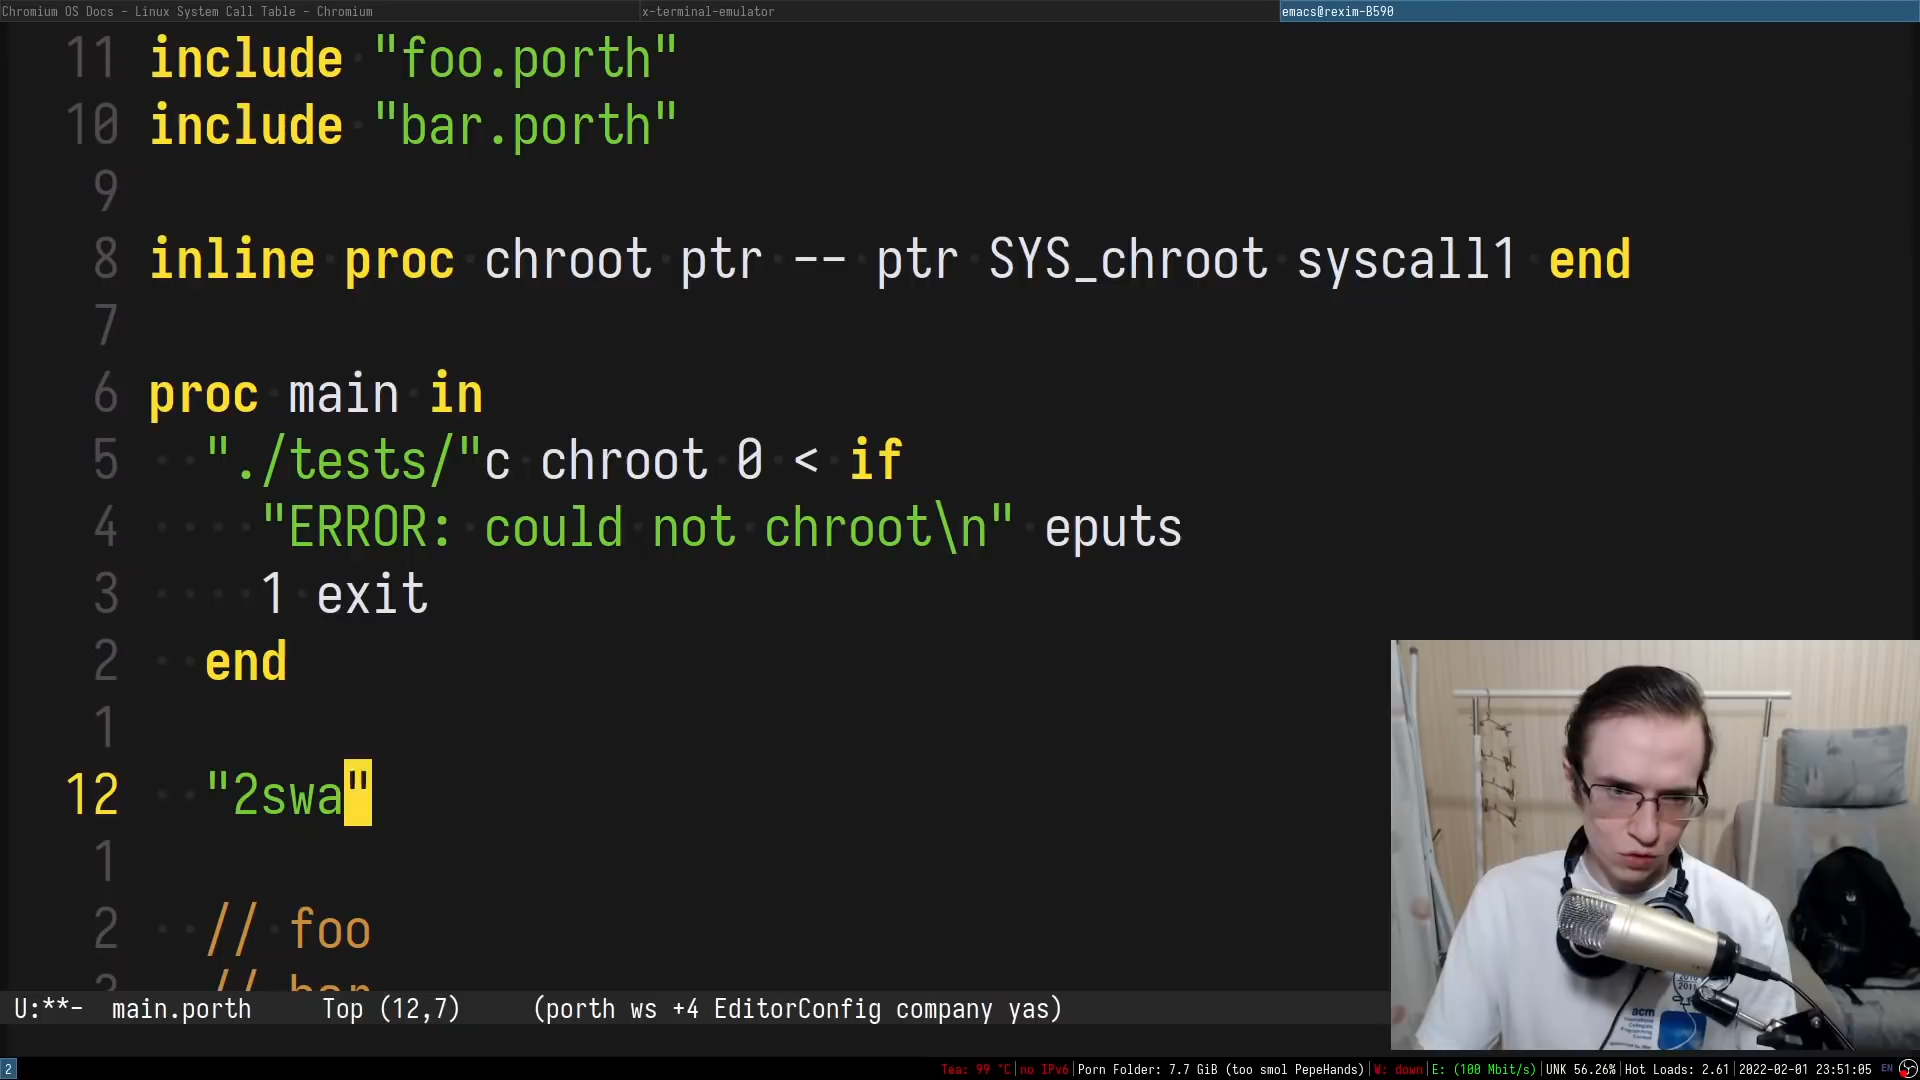 Chromium OS Docs - Linux System Call Table - Chromium
x-terminal-emulator
emacs@rexim-B590
11 include "foo.porth"
10 include "bar.porth"
9
8 inline proc chroot ptr -- ptr SYS_chroot syscall1 end
7
6 proc main in
5 "./tests/"c chroot 0 < if
4 "ERROR: could not chroot\n" eputs
3 1 exit
2 end
1
12 "2swa"
1
2 // foo
U:**- main.porth Top (12,7) (porth ws +4 EditorConfig company yas)
acm
2 Tea: 99 °C|no IPv6|Porn Folder: 7.7 GiB (too smol PepeHands)|W: down|E: (100 Mbit/s)|UNK 56.26%|Hot Loads: 2.61|2022-02-01 23:51:05 EN